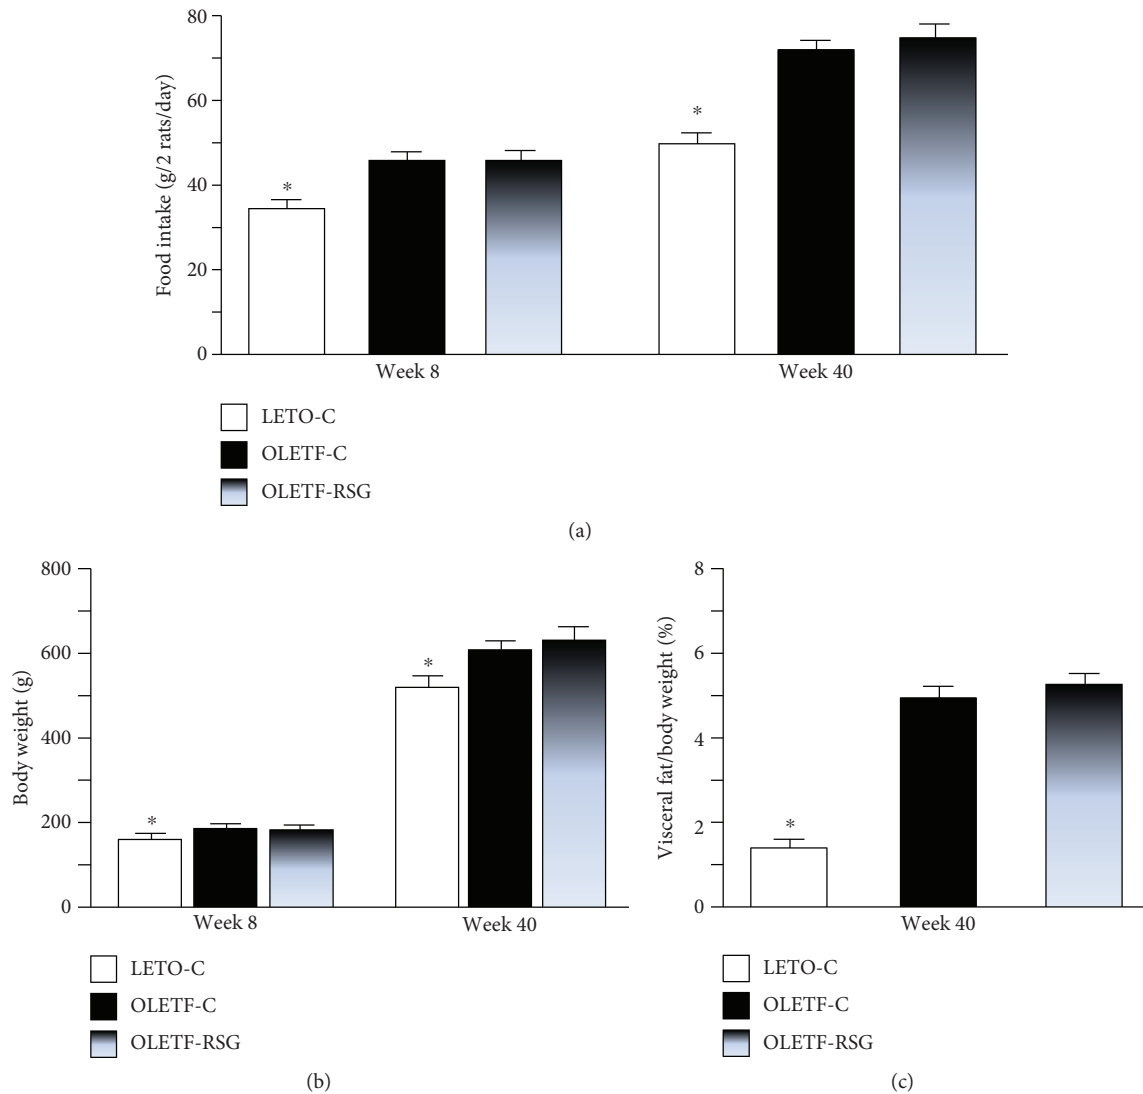 80
60
40
20
0
Food intake (g/2 rats/day)
*
*
Week 8
Week 40
LETO-C
OLETF-C
OLETF-RSG
(a)
800
600
400
200
0
Body weight (g)
*
*
Week 8
Week 40
LETO-C
OLETF-C
OLETF-RSG
(b)
8
6
4
2
0
Visceral fat/body weight (%)
*
Week 40
LETO-C
OLETF-C
OLETF-RSG
(c)